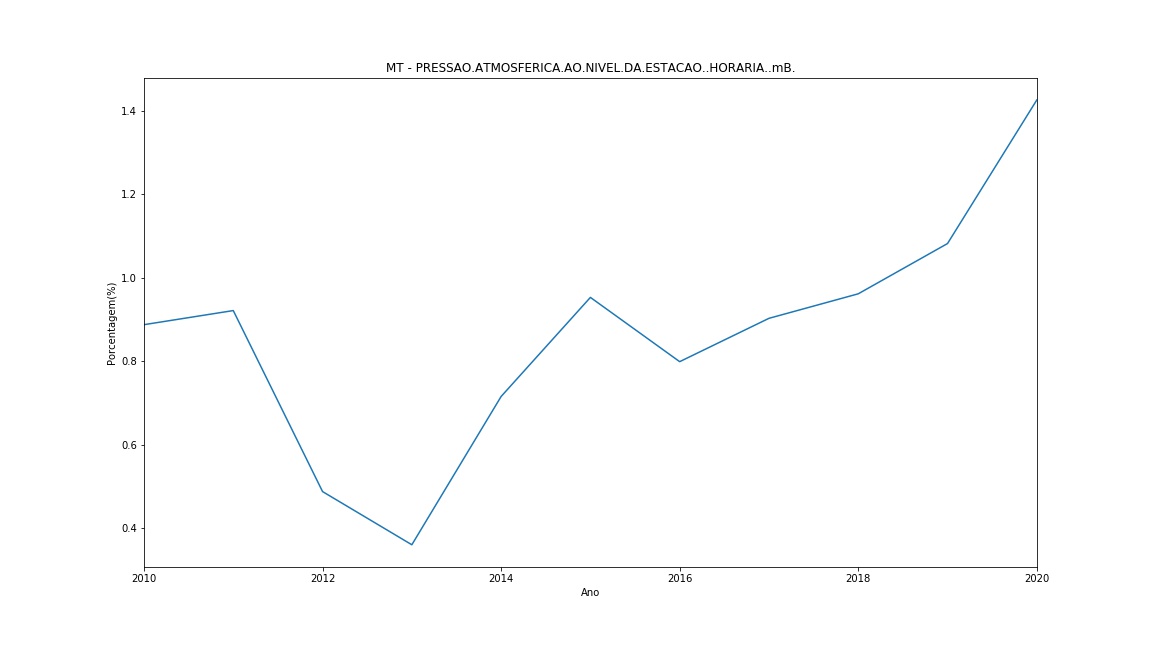 MT - PRESSAO.ATMOSFERICA.AO.NIVEL.DA.ESTACAO..HORARIA..mB.
1.4
1.2
1.0
0.8
0.6
0.4
Porcentagem(%)
2010 2012 2014 2016 2018 2020
Ano